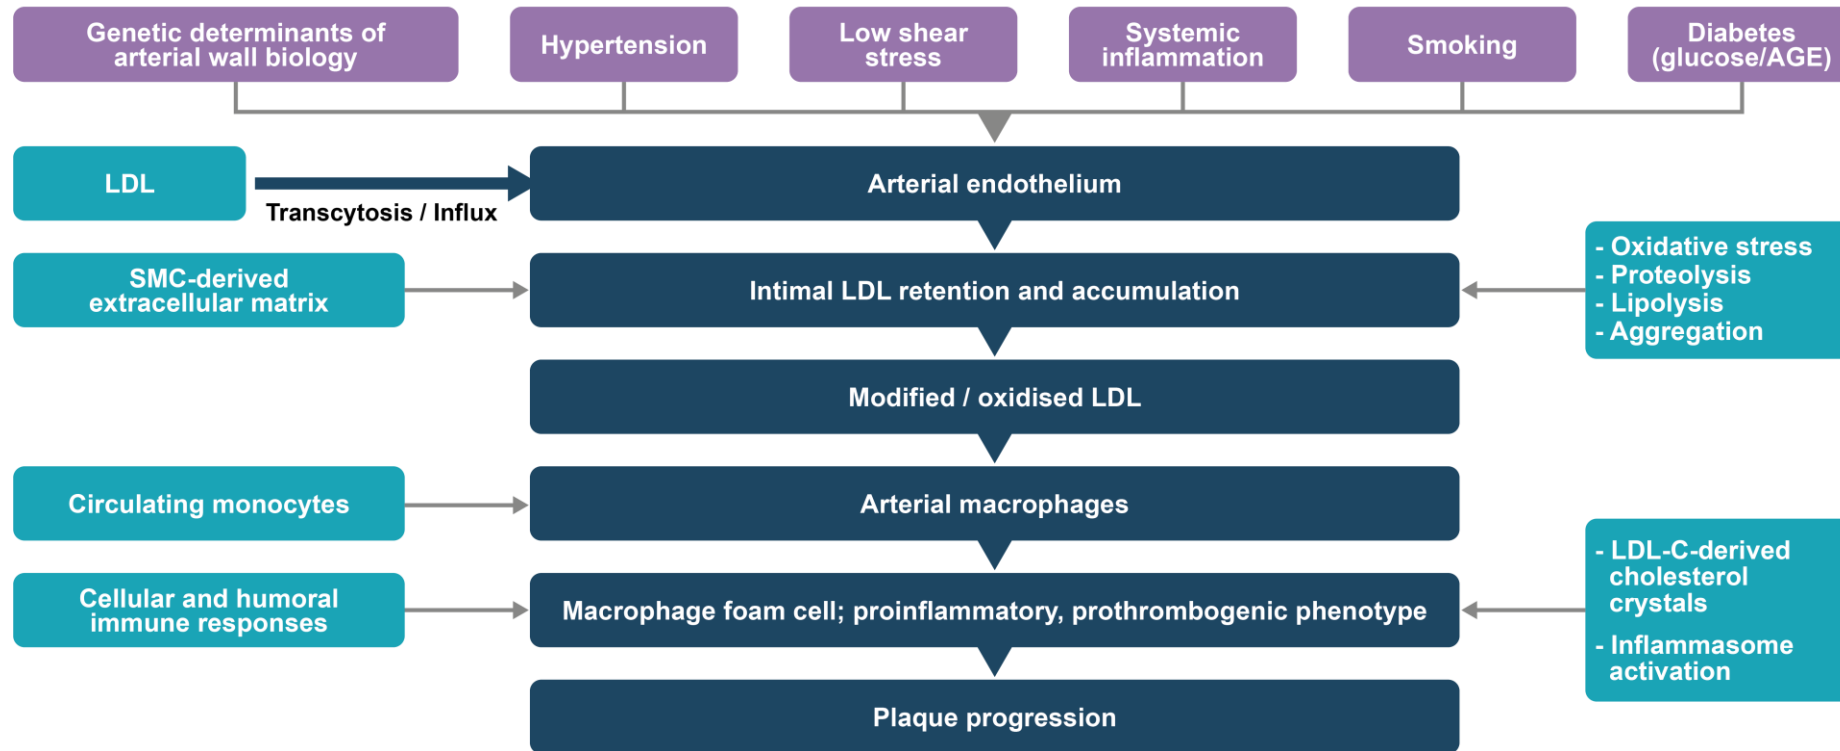 Genetic determinants of
arterial wall biology
Hypertension
Low shear
stress
Systemic
inflammation
Smoking
Diabetes
(glucose/AGE)
LDL
Transcytosis / Influx
Arterial endothelium
SMC-derived
extracellular matrix
Intimal LDL retention and accumulation
- Oxidative stress
- Proteolysis
- Lipolysis
- Aggregation
Modified / oxidised LDL
Circulating monocytes
Arterial macrophages
Cellular and humoral
immune responses
Macrophage foam cell; proinflammatory, prothrombogenic phenotype
- LDL-C-derived
cholesterol
crystals
- Inflammasome
activation
Plaque progression